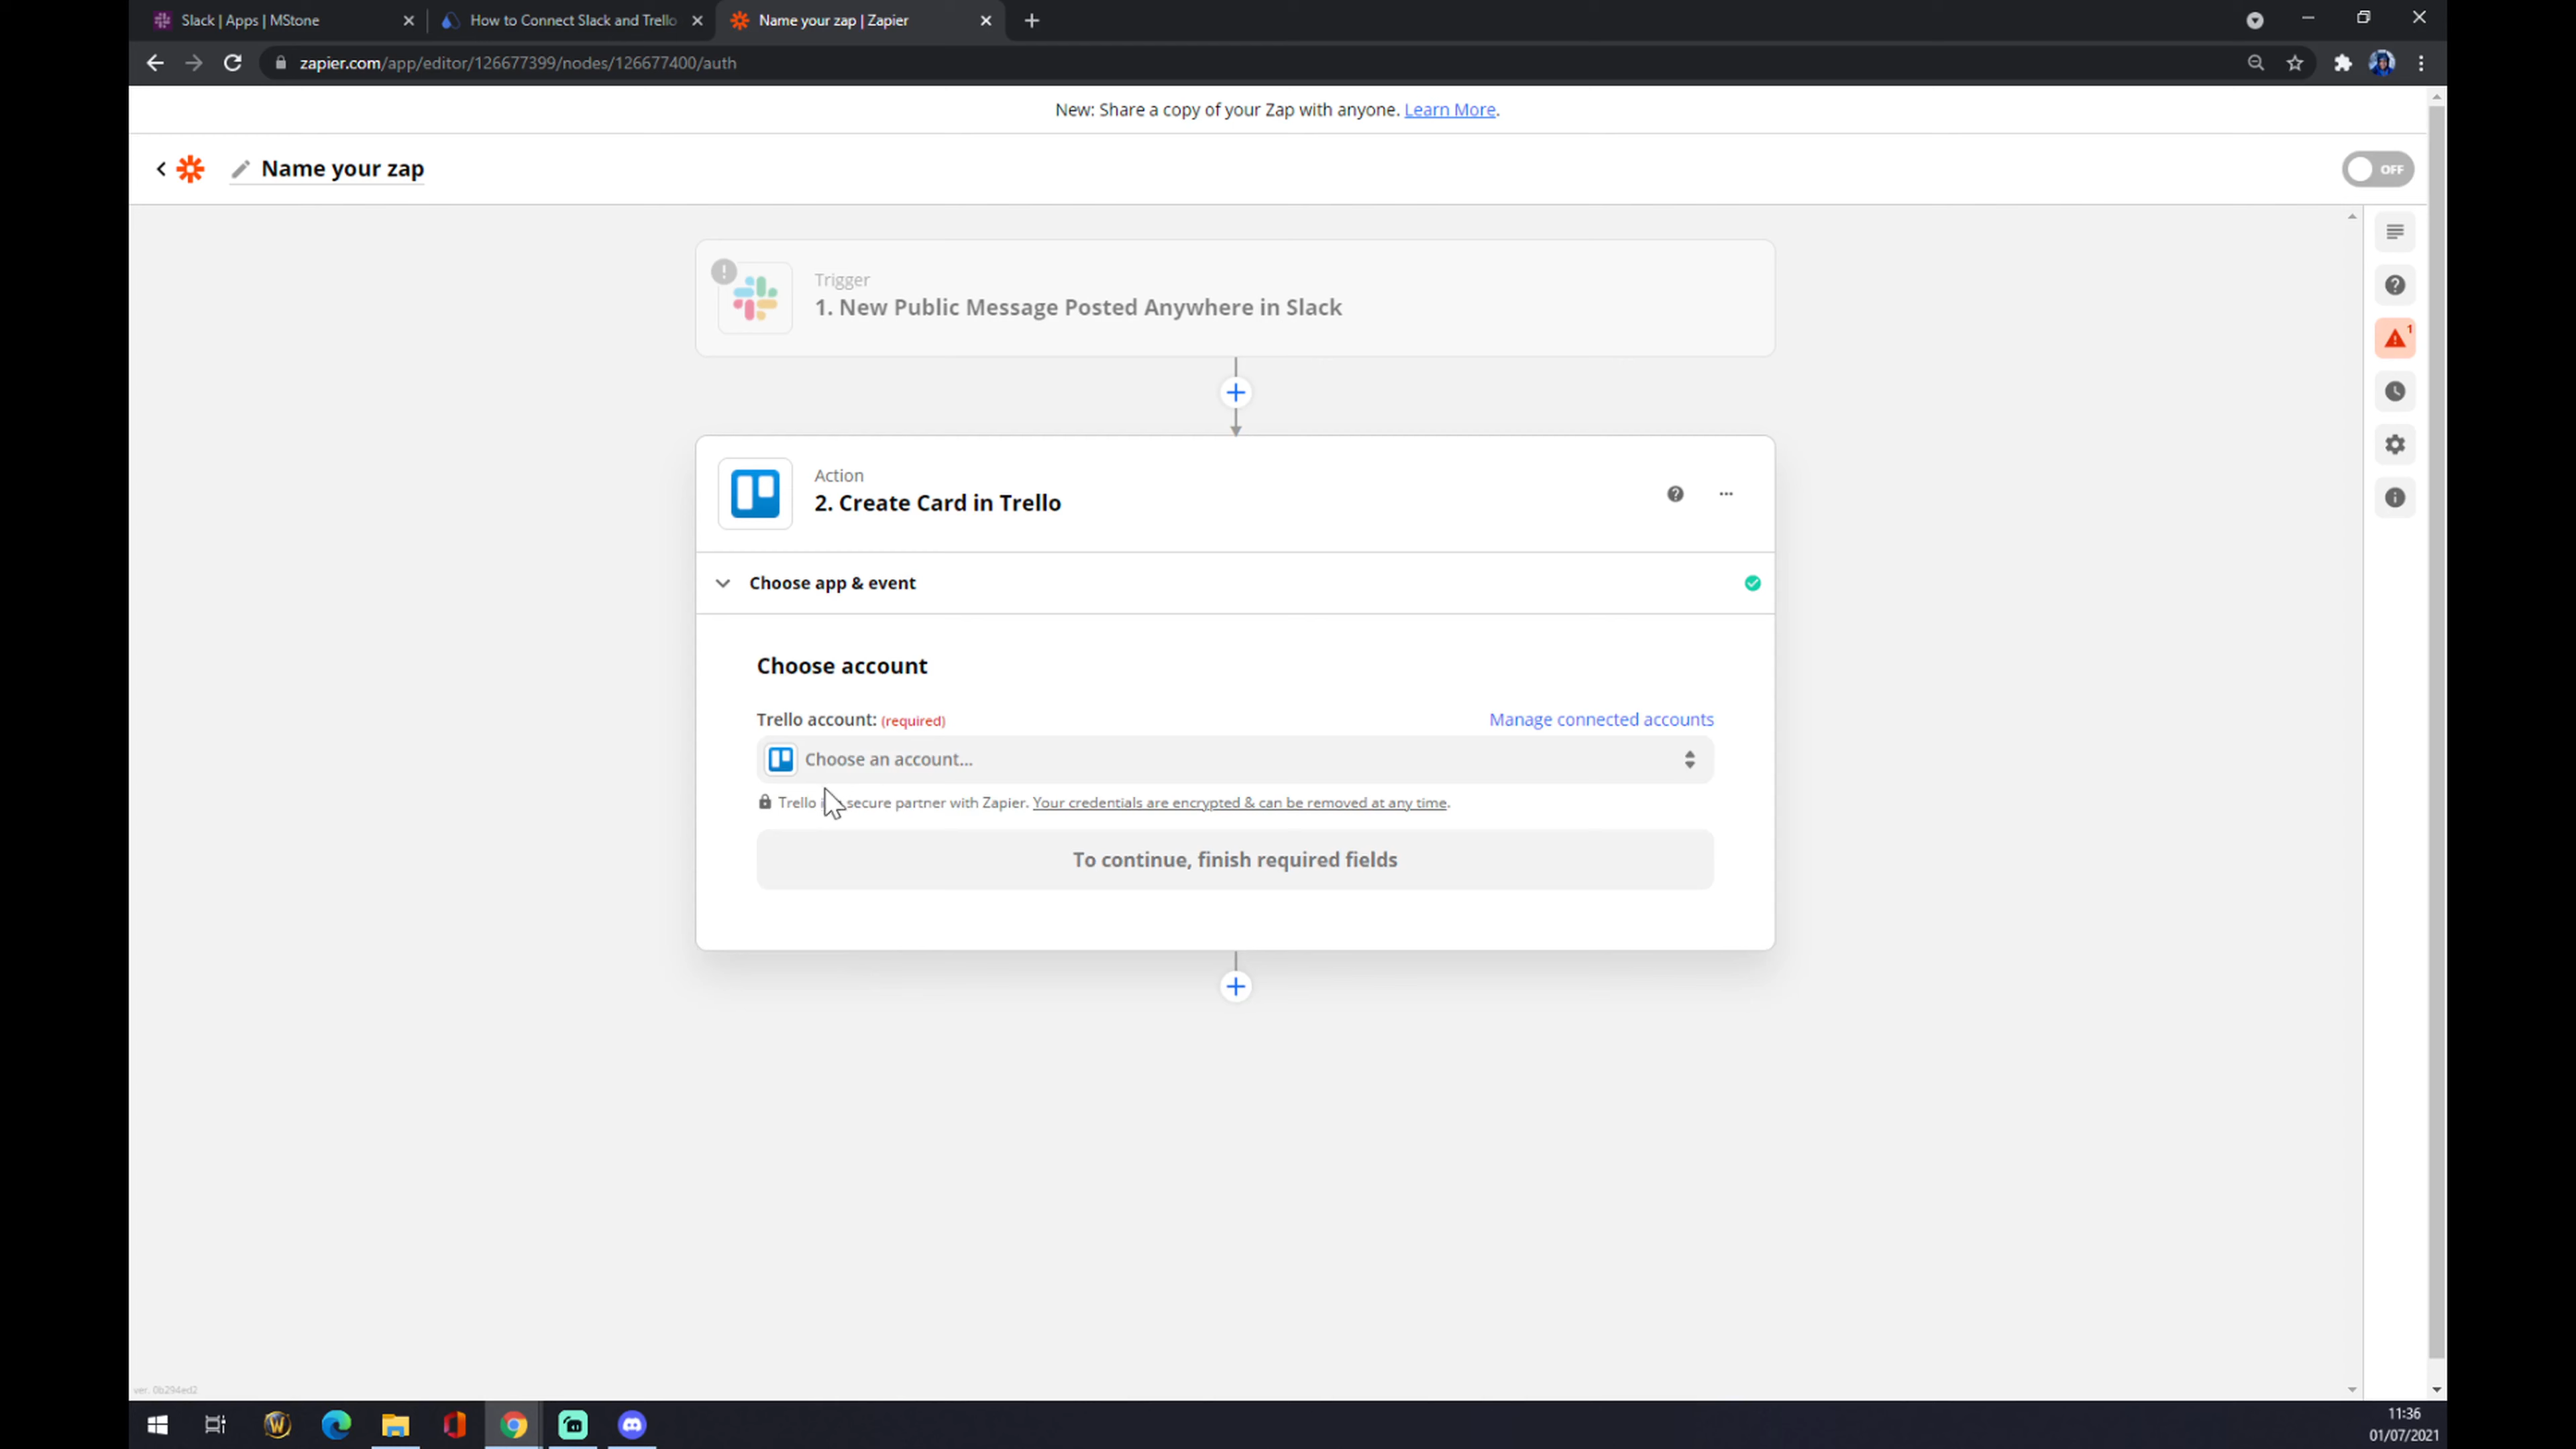 Slack | Apps | MStone
How to Connect Slack and Trello
Name your zap | Zapier
zapier.com/app/editor/126677399/nodes/126677400/auth
New: Share a copy of your Zap with anyone. Learn More.
Name your zap
OFF
Trigger
1. New Public Message Posted Anywhere in Slack
1
Action
2. Create Card in Trello
Choose app & event
Choose account
Trello account: (required)
Manage connected accounts
Choose an account...
Trello secure partner with Zapier. Your credentials are encrypted & can be removed at any time.
To continue, finish required fields
ver. 0b294ed2
11:36
01/07/2021